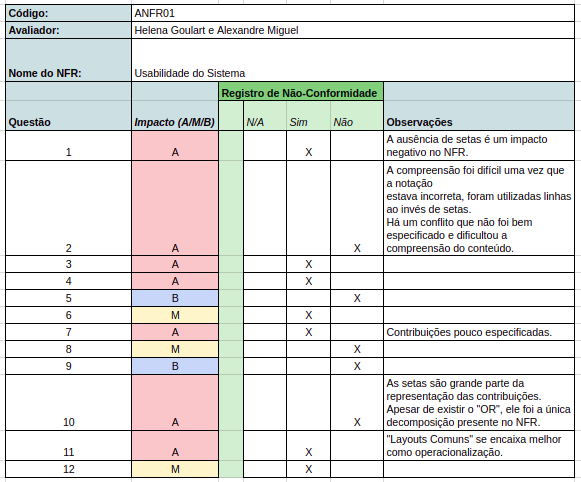 Código: ANFR01
Avaliador: Helena Goulart e Alexandre Miguel
Nome do NFR: Usabilidade do Sistema
Registro de Não-Conformidade
Questão Impacto (A/M/B) N/A Sim Não Observações
A ausência de setas é um impacto
1 A X negativo no NFR.
A compreensão foi difícil uma vez que
a notação
estava incorreta, foram utilizadas linhas
ao invés de setas.
Há um conflito que não foi bem
especificado e dificultou a
2 A X compreensão do conteúdo.
3 A X
4 A X
5 B X
6 M X
7 A X Contribuições pouco especificadas.
8 M X
9 B X
As setas são grande parte da
representação das contribuições.
Apesar de existir o "OR", ele foi a única
10 A X decomposição presente no NFR.
"Layouts Comuns" se encaixa melhor
11 A X como operacionalização.
12 M X